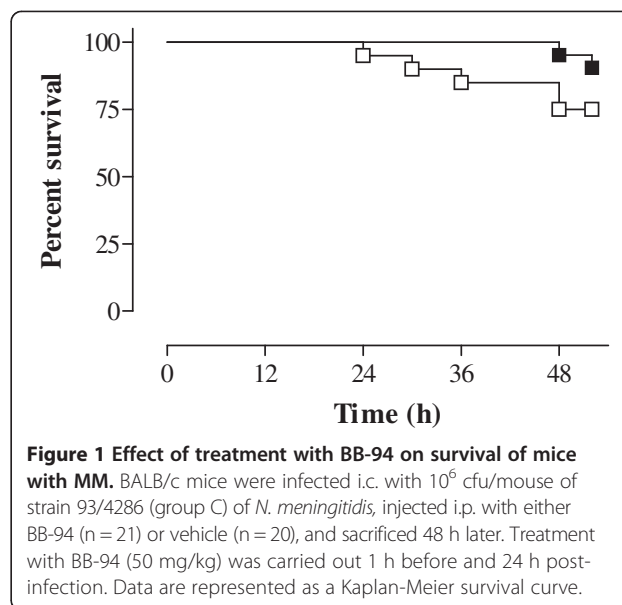 100
75
50
25
0
Percent survival
0 12 24 36 48
Time (h)
Figure 1 Effect of treatment with BB-94 on survival of mice
with MM. BALB/c mice were infected i.c. with 10⁶ cfu/mouse of
strain 93/4286 (group C) of N. meningitidis, injected i.p. with either
BB-94 (n = 21) or vehicle (n = 20), and sacrificed 48 h later. Treatment
with BB-94 (50 mg/kg) was carried out 1 h before and 24 h post-
infection. Data are represented as a Kaplan-Meier survival curve.